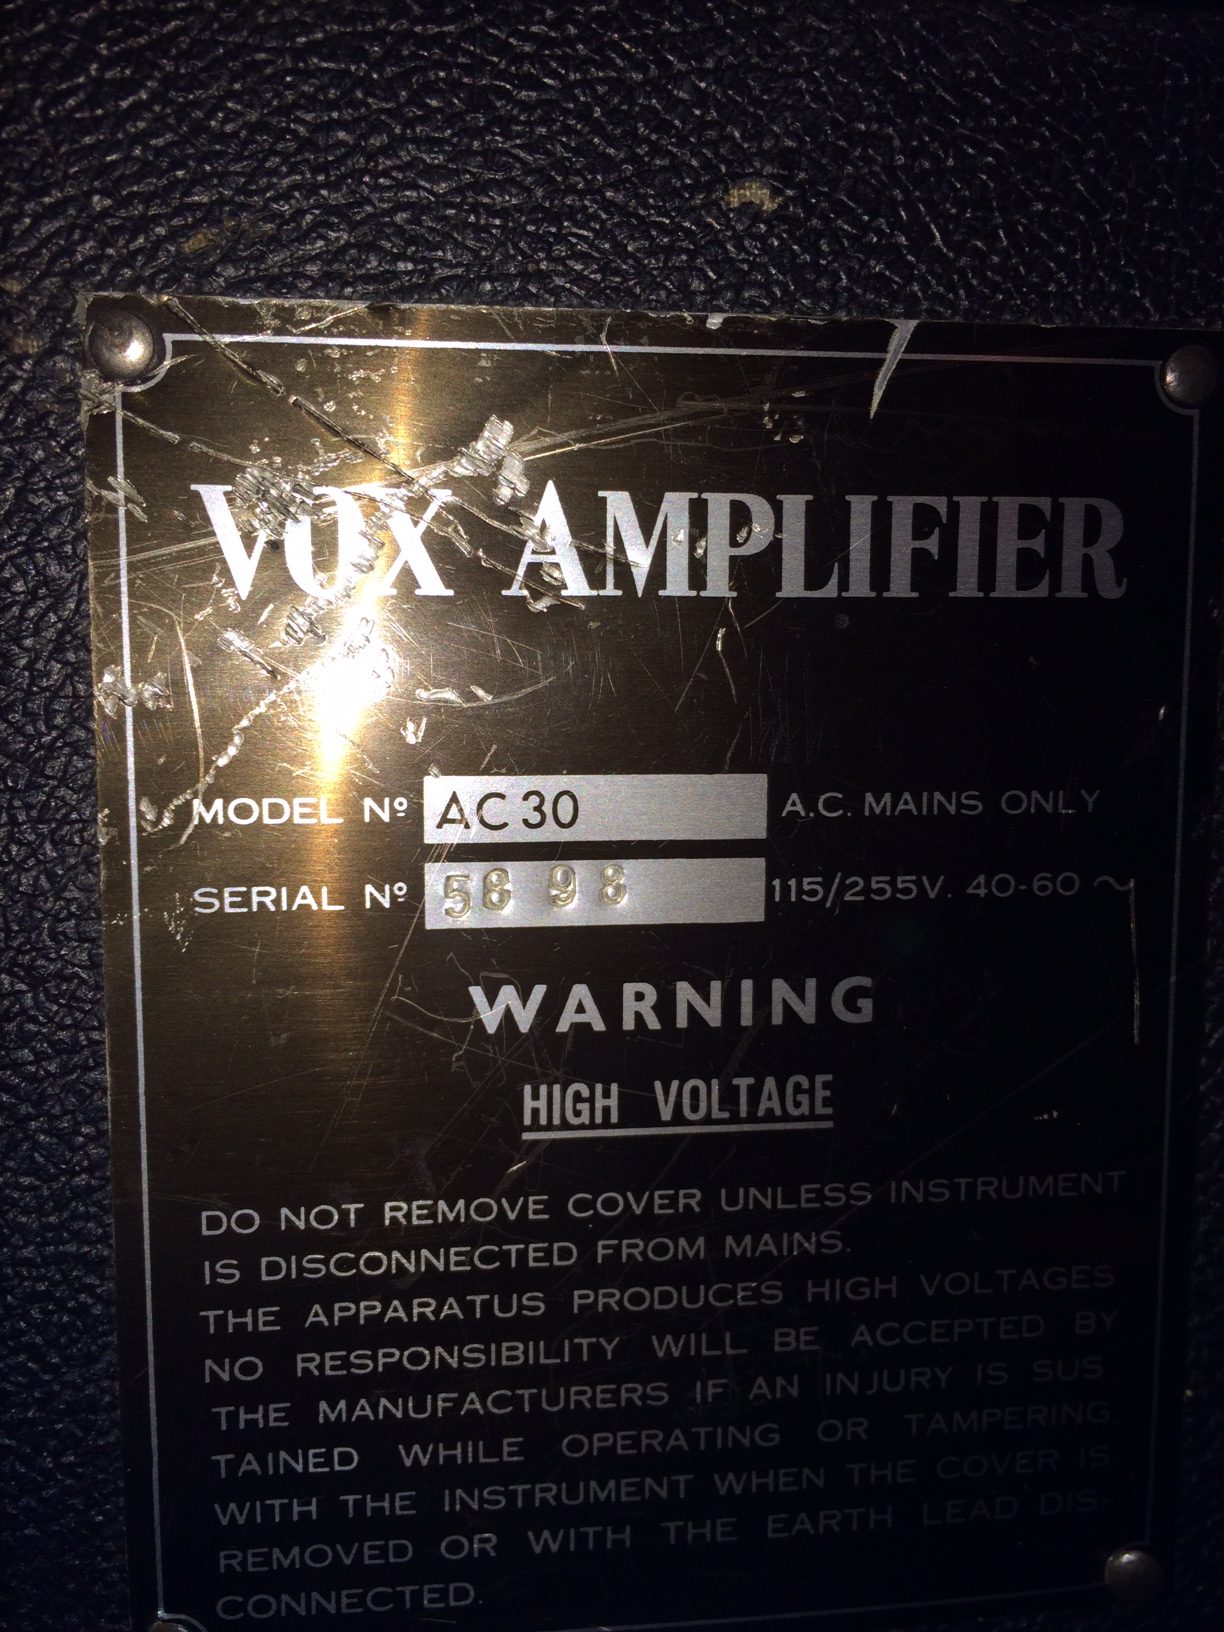 VOX AMPLIFIER
MODEL Nº AC30 A.C. MAINS ONLY
SERIAL Nº 58 98 115/255V. 40-60 ~
WARNING
HIGH VOLTAGE
DO NOT REMOVE COVER UNLESS INSTRUMENT
IS DISCONNECTED FROM MAINS.
THE APPARATUS PRODUCES HIGH VOLTAGES
NO RESPONSIBILITY WILL BE ACCEPTED BY
THE MANUFACTURERS IF AN INJURY IS SUS
TAINED WHILE OPERATING OR TAMPERING
WITH THE INSTRUMENT WHEN THE COVER IS
REMOVED OR WITH THE EARTH LEAD DIS-
CONNECTED.